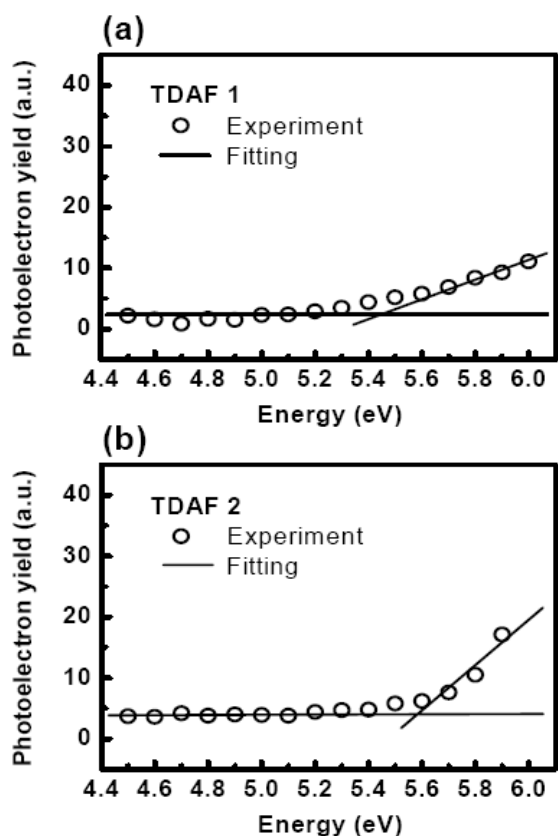 (a)
TDAF 1
Experiment
Fitting
Photoelectron yield (a.u.)
40
30
20
10
0
4.4 4.6 4.8 5.0 5.2 5.4 5.6 5.8 6.0
Energy (eV)
(b)
TDAF 2
Experiment
Fitting
Photoelectron yield (a.u.)
40
30
20
10
0
4.4 4.6 4.8 5.0 5.2 5.4 5.6 5.8 6.0
Energy (eV)